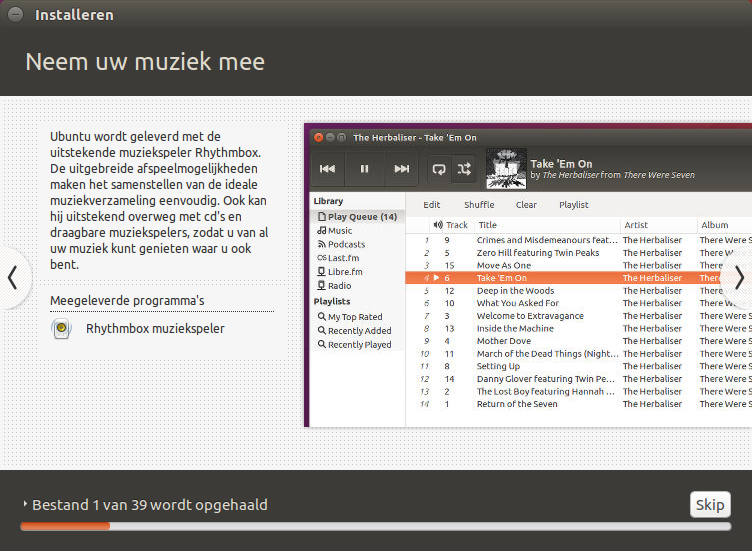 Installeren
Neem uw muziek mee
Ubuntu wordt geleverd met de
uitstekende muziekspeler Rhythmbox.
De uitgebreide afspeelmogelijkheden
maken het samenstellen van de ideale
muziekverzameling eenvoudig. Ook kan
hij uitstekend overweg met cd's en
draagbare muziekspelers, zodat u van al
uw muziek kunt genieten waar u ook
bent.
Meegeleverde programma's
Rhythmbox muziekspeler
The Herbaliser - Take 'Em On
Take 'Em On
by The Herbaliser from There Were Seven
Library
Play Queue (14)
Music
Podcasts
Last.fm
Libre.fm
Radio
Playlists
My Top Rated
Recently Added
Recently Played
Edit Shuffle Clear Playlist
Track Title Artist Album
1 9 Crimes and Misdemeanours feat... The Herbaliser There Were S
2 5 Zero Hill featuring Twin Peaks The Herbaliser There Were S
3 15 Move As One The Herbaliser There We
4 6 Take 'Em On The Herbaliser There W
5 12 Deep in the Woods The Herbaliser There W
6 10 What You Asked For The Herbaliser There W
7 3 Welcome to Extravagance The Herbaliser There We
8 13 Inside the Machine The Herbaliser There Were S
9 4 Mother Dove The Herbaliser There Were S
10 11 March of the Dead Things (Night... The Herbaliser There Were S
11 8 Setting Up The Herbaliser There Were S
12 14 Danny Glover featuring Twin Pe... The Herbaliser There Were S
13 2 The Lost Boy featuring Hannah ... The Herbaliser There Were S
14 1 Return of the Seven The Herbaliser There Were S
Bestand 1 van 39 wordt opgehaald
Skip